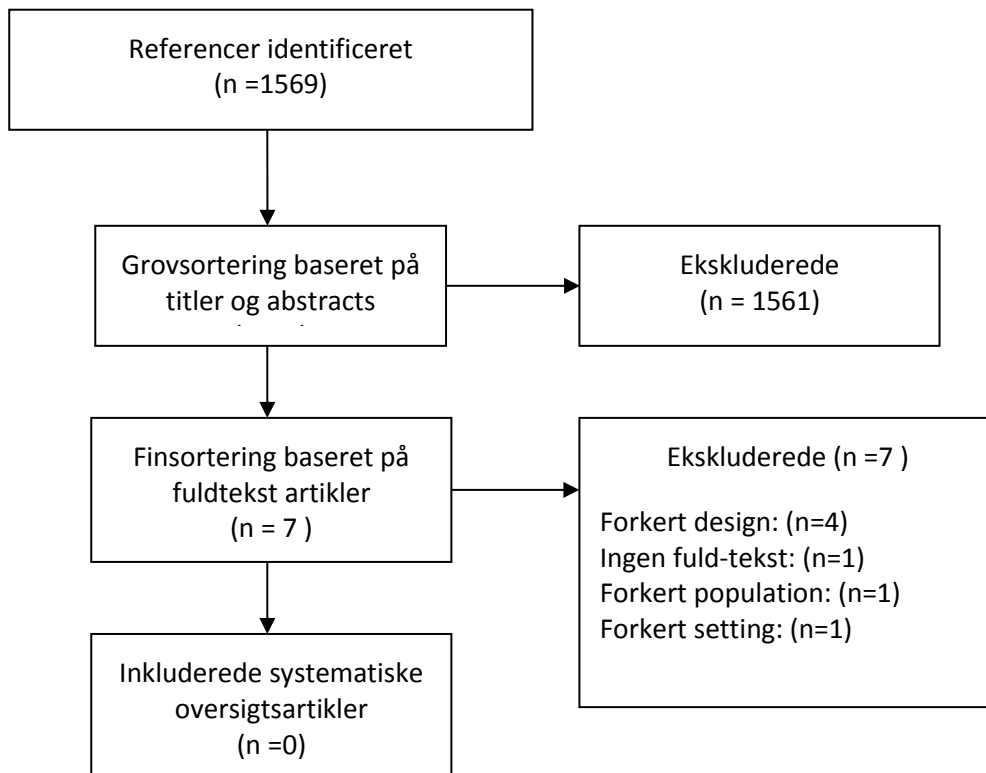 Referencer identificeret
(n =1569)
Grovsortering baseret på
titler og abstracts
Ekskluderede
(n = 1561)
Finsortering baseret på
fuldtekst artikler
(n = 7 )
Ekskluderede (n =7 )
Forkert design: (n=4)
Ingen fuld-tekst: (n=1)
Forkert population: (n=1)
Forkert setting: (n=1)
Inkluderede systematiske
oversigtsartikler
(n =0)